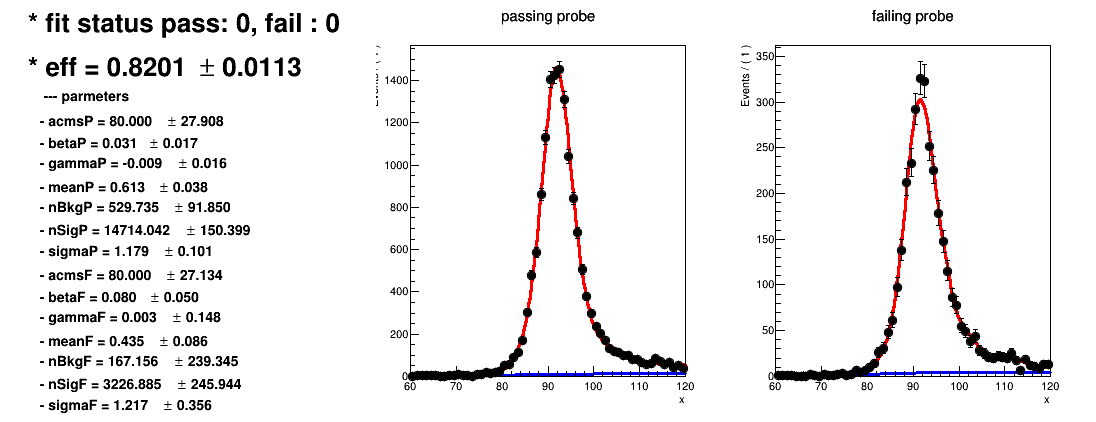 * fit status pass: 0, fail : 0
* eff = 0.8201 ± 0.0113
--- parmeters
- acmsP = 80.000 ± 27.908
- betaP = 0.031 ± 0.017
- gammaP = -0.009 ± 0.016
- meanP = 0.613 ± 0.038
- nBkgP = 529.735 ± 91.850
- nSigP = 14714.042 ± 150.399
- sigmaP = 1.179 ± 0.101
- acmsF = 80.000 ± 27.134
- betaF = 0.080 ± 0.050
- gammaF = 0.003 ± 0.148
- meanF = 0.435 ± 0.086
- nBkgF = 167.156 ± 239.345
- nSigF = 3226.885 ± 245.944
- sigmaF = 1.217 ± 0.356
passing probe
1400
1200
1000
800
600
400
200
0
60 70 80 90 100 110 120
x
failing probe
Events / ( 1 )
350
300
250
200
150
100
50
0
60 70 80 90 100 110 120
x